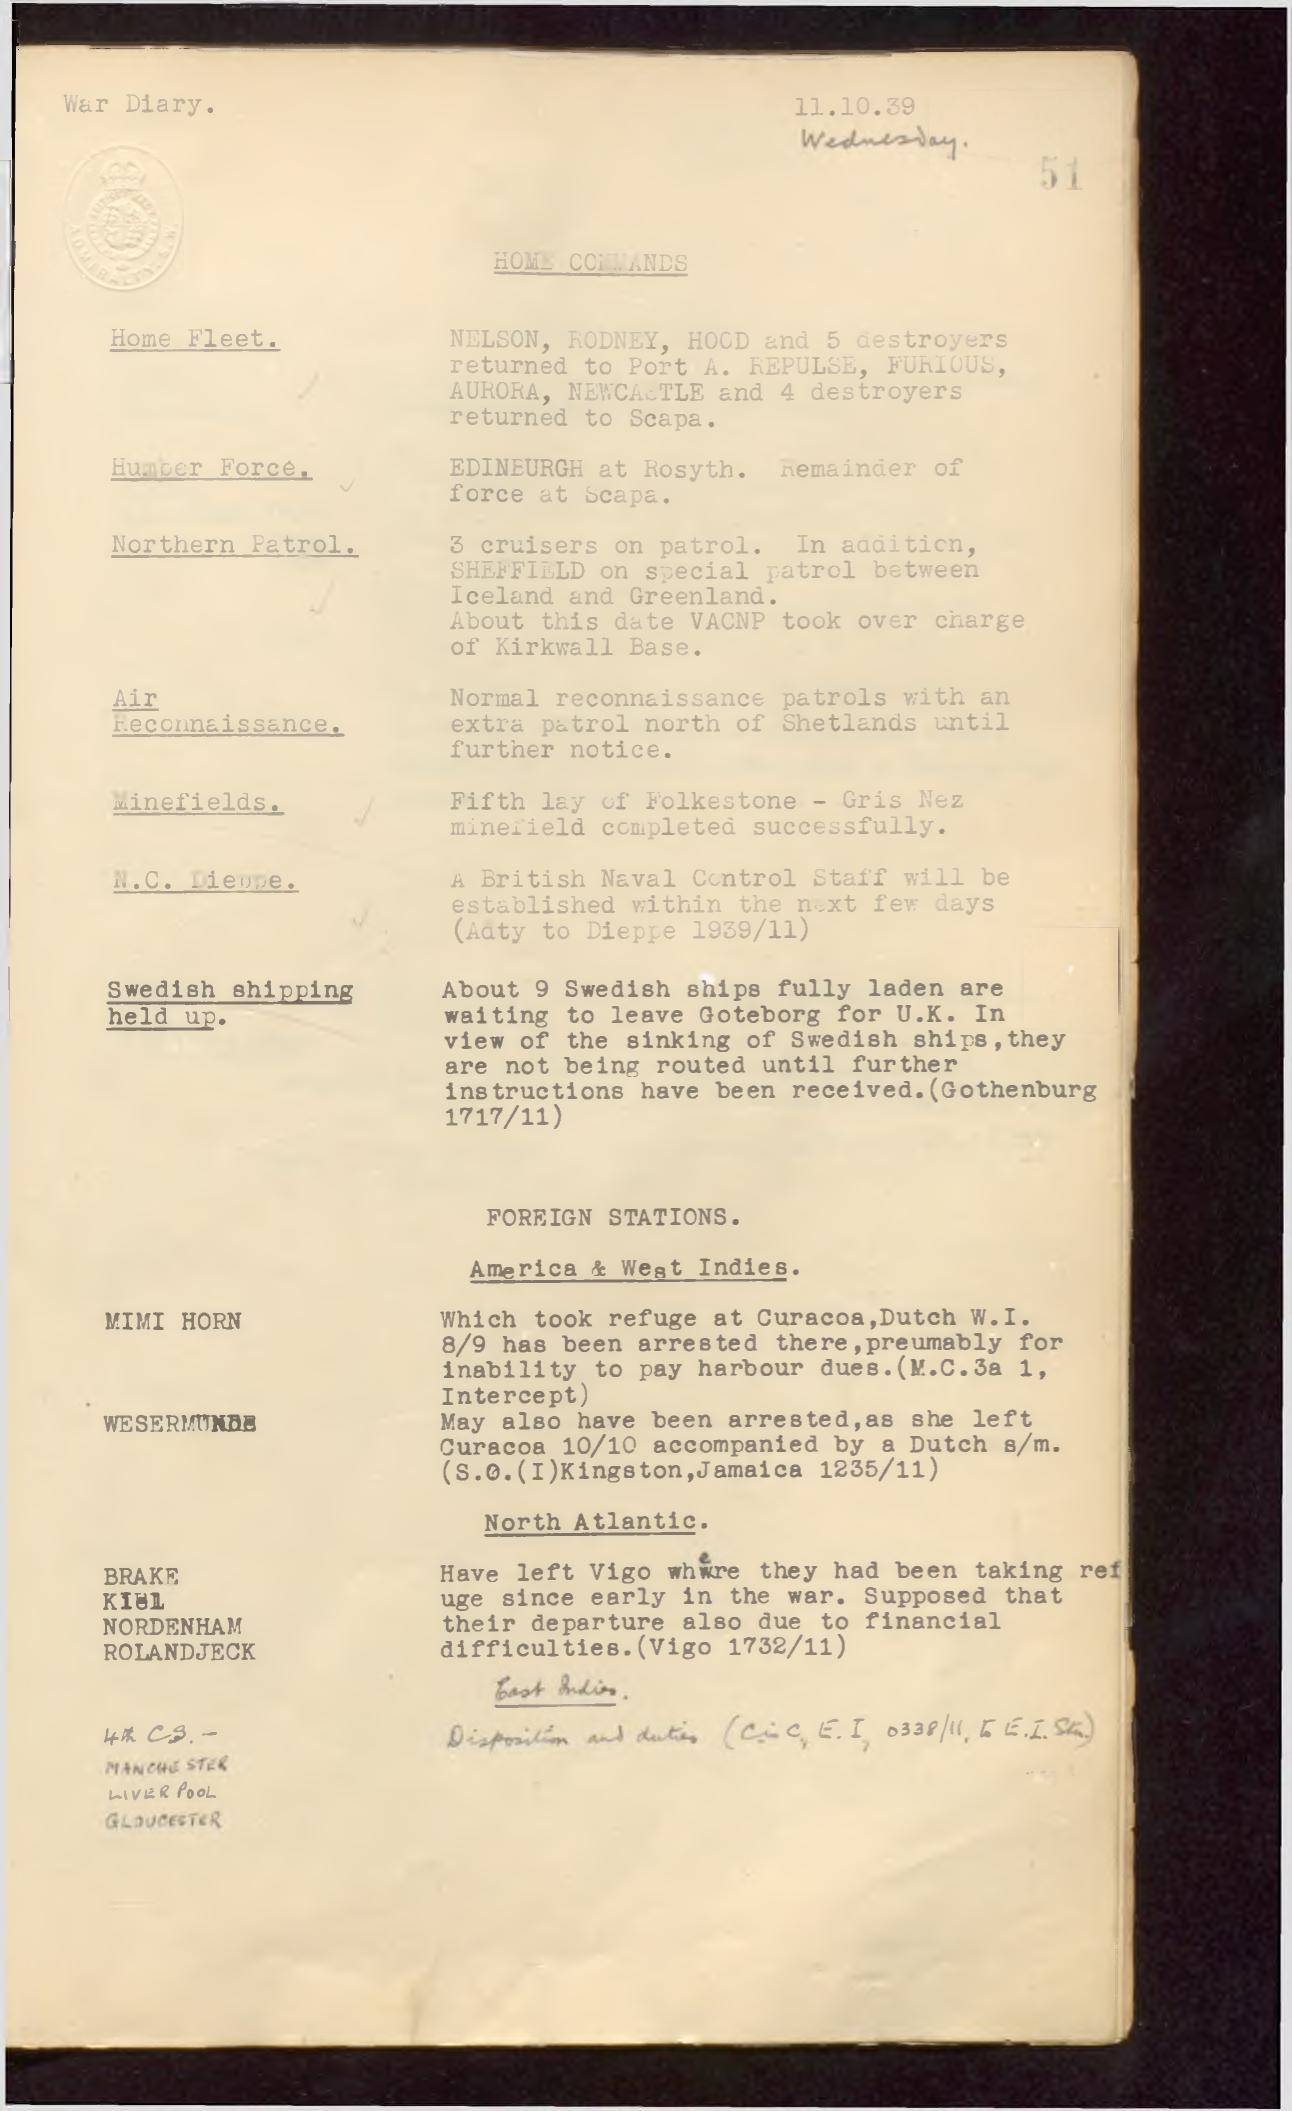 War Diary.
11.10.39
Wednesday.
51
ADMIRALTY. S.W.
HOME COMMANDS
Home Fleet.
NELSON, RODNEY, HOOD and 5 destroyers
returned to Port A. REPULSE, FURIOUS,
AURORA, NEWCASTLE and 4 destroyers
returned to Scapa.
Humber Force.
EDINBURGH at Rosyth. Remainder of
force at Scapa.
Northern Patrol.
3 cruisers on patrol. In addition,
SHEFFIELD on special patrol between
Iceland and Greenland.
About this date VACNP took over charge
of Kirkwall Base.
Air
Reconnaissance.
Normal reconnaissance patrols with an
extra patrol north of Shetlands until
further notice.
Minefields.
Fifth lay of Folkestone - Gris Nez
minefield completed successfully.
N.C. Dieppe.
A British Naval Control Staff will be
established within the next few days
(Adty to Dieppe 1939/11)
Swedish shipping
held up.
About 9 Swedish ships fully laden are
waiting to leave Goteborg for U.K. In
view of the sinking of Swedish ships,they
are not being routed until further
instructions have been received.(Gothenburg
1717/11)
FOREIGN STATIONS.
America & West Indies.
MIMI HORN
Which took refuge at Curacoa,Dutch W.I.
8/9 has been arrested there,preumably for
inability to pay harbour dues.(M.C.3a 1,
Intercept)
WESERMUNDE
May also have been arrested,as she left
Curacoa 10/10 accompanied by a Dutch s/m.
(S.O.(I)Kingston,Jamaica 1235/11)
North Atlantic.
BRAKE
KIEL
NORDENHAM
ROLANDJECK
Have left Vigo where they had been taking ref
uge since early in the war. Supposed that
their departure also due to financial
difficulties.(Vigo 1732/11)
East Indies.
4th C.S. -
MANCHESTER
LIVERPOOL
GLOUCESTER
Disposition and duties (C.in C, E.I, 0338/11, to E.I. Stn.)